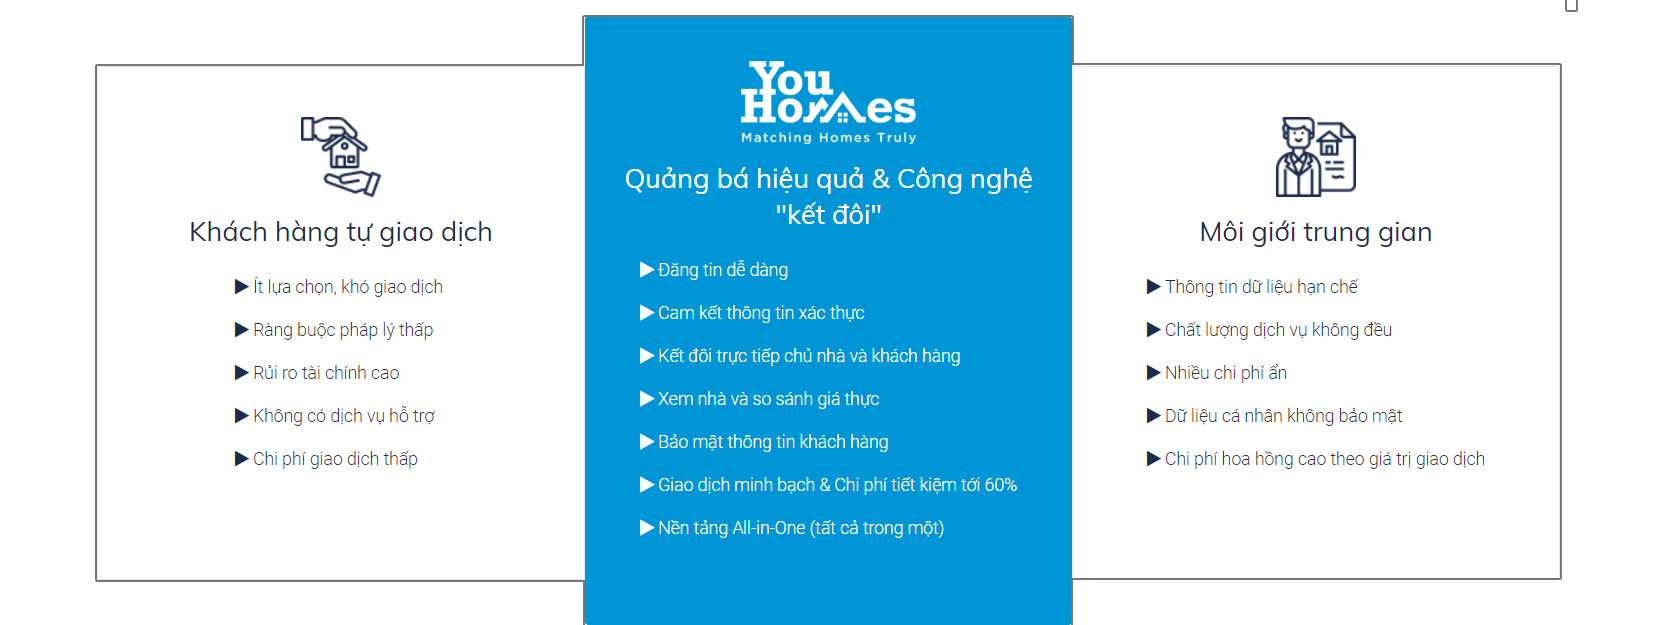 Khách hàng tự giao dịch
▶ Ít lựa chọn, khó giao dịch
▶ Ràng buộc pháp lý thấp
▶ Rủi ro tài chính cao
▶ Không có dịch vụ hỗ trợ
▶ Chi phí giao dịch thấp
You
Homes
Matching Homes Truly
Quảng bá hiệu quả & Công nghệ
"kết đôi"
▶ Đăng tin dễ dàng
▶ Cam kết thông tin xác thực
▶ Kết đôi trực tiếp chủ nhà và khách hàng
▶ Xem nhà và so sánh giá thực
▶ Bảo mật thông tin khách hàng
▶ Giao dịch minh bạch & Chi phí tiết kiệm tới 60%
▶ Nền tảng All-in-One (tất cả trong một)
Môi giới trung gian
▶ Thông tin dữ liệu hạn chế
▶ Chất lượng dịch vụ không đều
▶ Nhiều chi phí ẩn
▶ Dữ liệu cá nhân không bảo mật
▶ Chi phí hoa hồng cao theo giá trị giao dịch